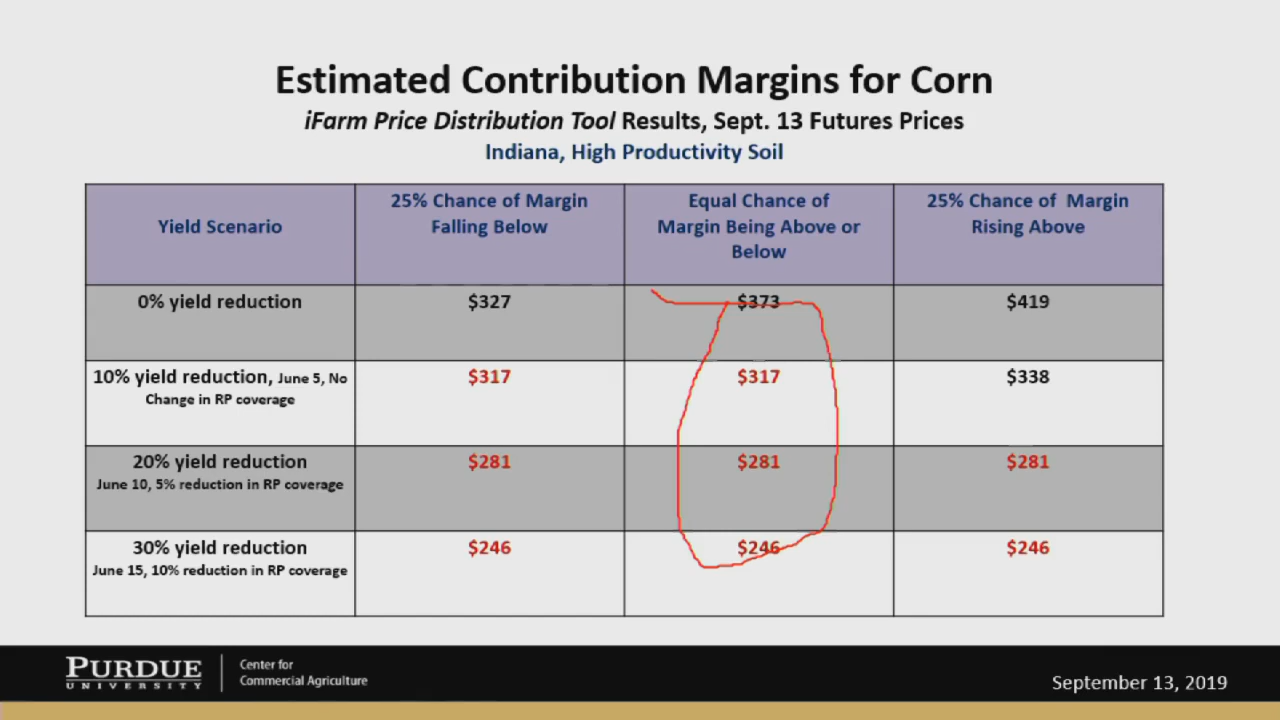 Estimated Contribution Margins for Corn
iFarm Price Distribution Tool Results, Sept. 13 Futures Prices
Indiana, High Productivity Soil
Yield Scenario
25% Chance of Margin
Falling Below
Equal Chance of
Margin Being Above or
Below
25% Chance of Margin
Rising Above
0% yield reduction
$327
$373
$419
10% yield reduction, June 5, No
Change in RP coverage
$317
$317
$338
20% yield reduction
June 10, 5% reduction in RP coverage
$281
$281
$281
30% yield reduction
June 15, 10% reduction in RP coverage
$246
$246
$246
PURDUE
UNIVERSITY
Center for
Commercial Agriculture
September 13, 2019